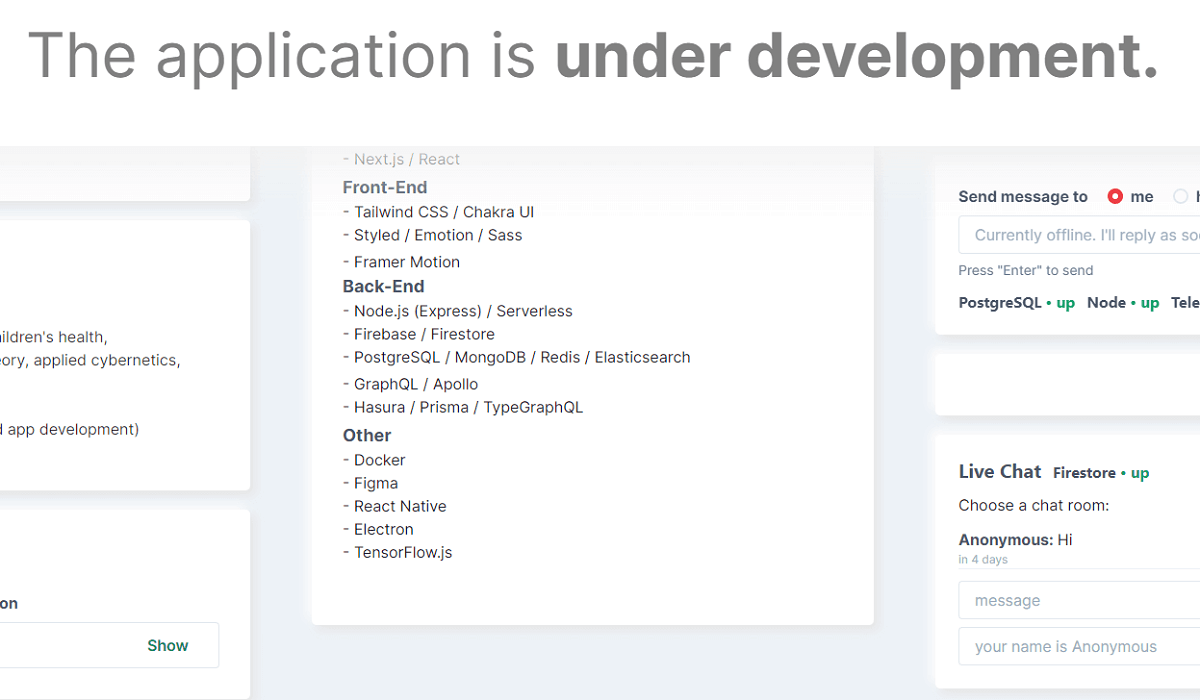 The application is under development.
ildren's health,
eory, applied cybernetics,
d app development)
on
Show
- Next.js / React
Front-End
- Tailwind CSS / Chakra UI
- Styled / Emotion / Sass
- Framer Motion
Back-End
- Node.js (Express) / Serverless
- Firebase / Firestore
- PostgreSQL / MongoDB / Redis / Elasticsearch
- GraphQL / Apollo
- Hasura / Prisma / TypeGraphQL
Other
- Docker
- Figma
- React Native
- Electron
- TensorFlow.js
Send message to me
Currently offline. I'll reply as so
Press "Enter" to send
PostgreSQL • up Node • up Tele
Live Chat Firestore • up
Choose a chat room:
Anonymous: Hi
in 4 days
message
your name is Anonymous